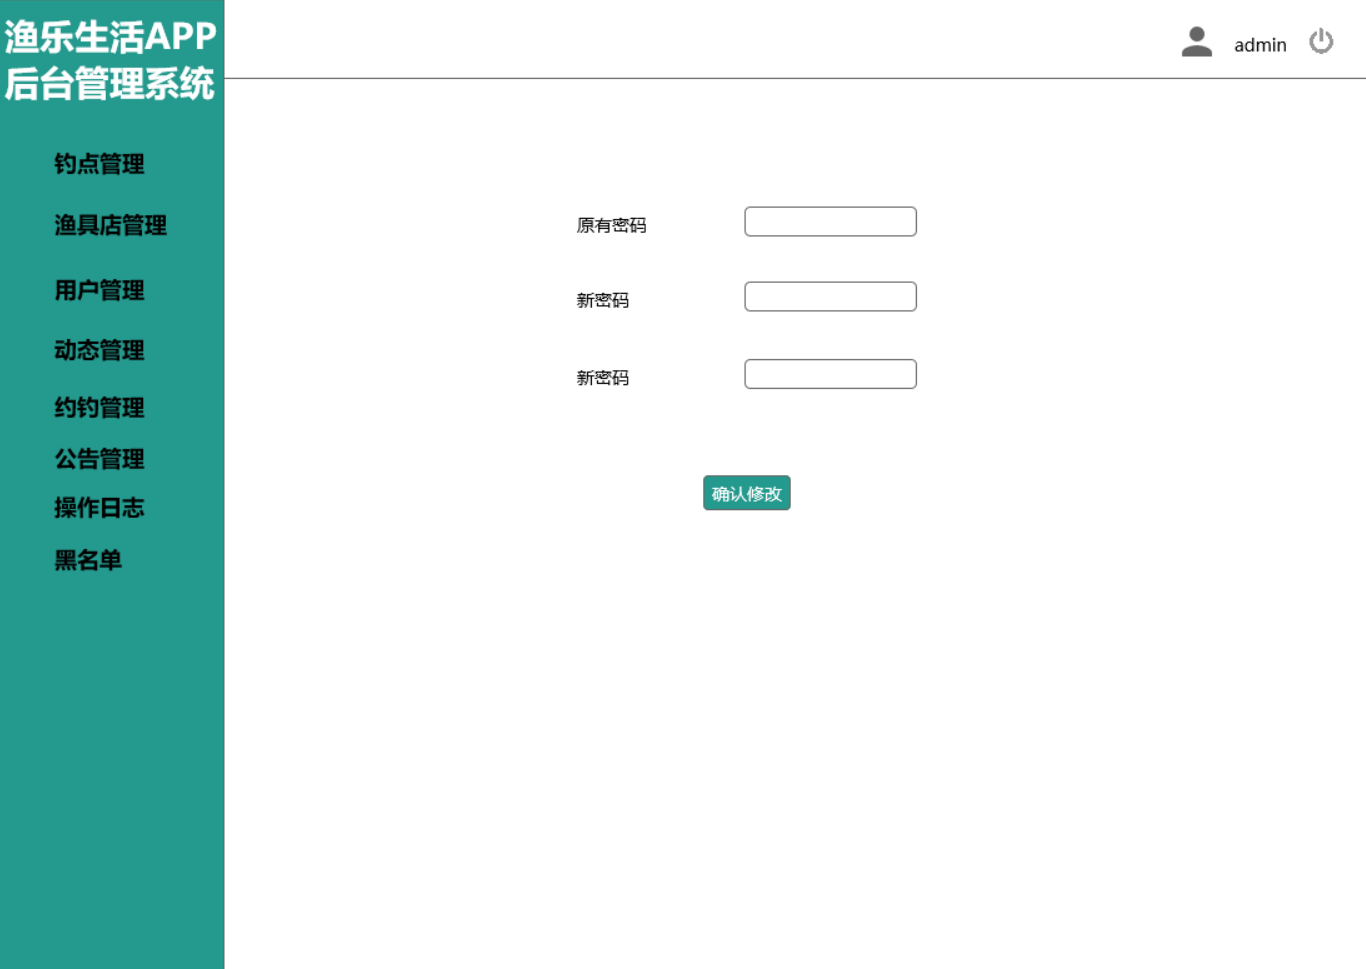 渔乐生活APP
后台管理系统
admin
钓点管理
渔具店管理
用户管理
动态管理
约钓管理
公告管理
操作日志
黑名单
原有密码
新密码
新密码
确认修改